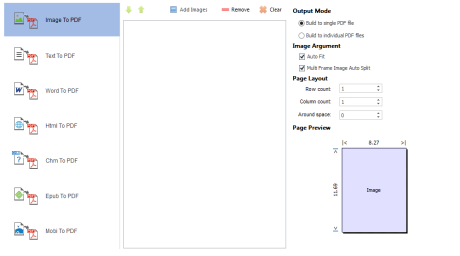 Image To PDF
Text To PDF
Word To PDF
Html To PDF
Chm To PDF
Epub To PDF
Mobi To PDF
Add Images
Remove
Clear
Output Mode
Build to single PDF file
Build to individual PDF files
Image Argument
Auto Fit
Multi Frame Image Auto Split
Page Layout
Row count: 1
Column count: 1
Around space: 0
Page Preview
|< 8.27 >|
11.69
Image